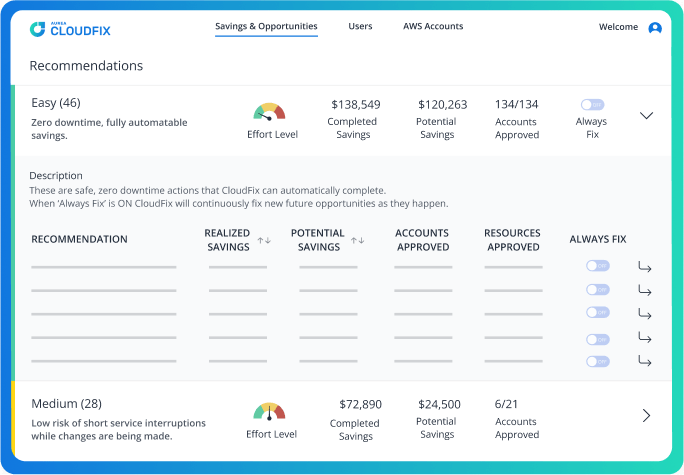 AUREA
CLOUDFIX
Savings & Opportunities Users AWS Accounts Welcome
Recommendations
Easy (46)
Zero downtime, fully automatable
savings.
Effort Level
$138,549
Completed
Savings
$120,263
Potential
Savings
134/134
Accounts
Approved
Always
Fix
Description
These are safe, zero downtime actions that CloudFix can automatically complete.
When ‘Always Fix’ is ON CloudFix will continuously fix new future opportunities as they happen.
RECOMMENDATION
REALIZED
SAVINGS
POTENTIAL
SAVINGS
ACCOUNTS
APPROVED
RESOURCES
APPROVED
ALWAYS FIX
Medium (28)
Low risk of short service interruptions
while changes are being made.
Effort Level
$72,890
Completed
Savings
$24,500
Potential
Savings
6/21
Accounts
Approved